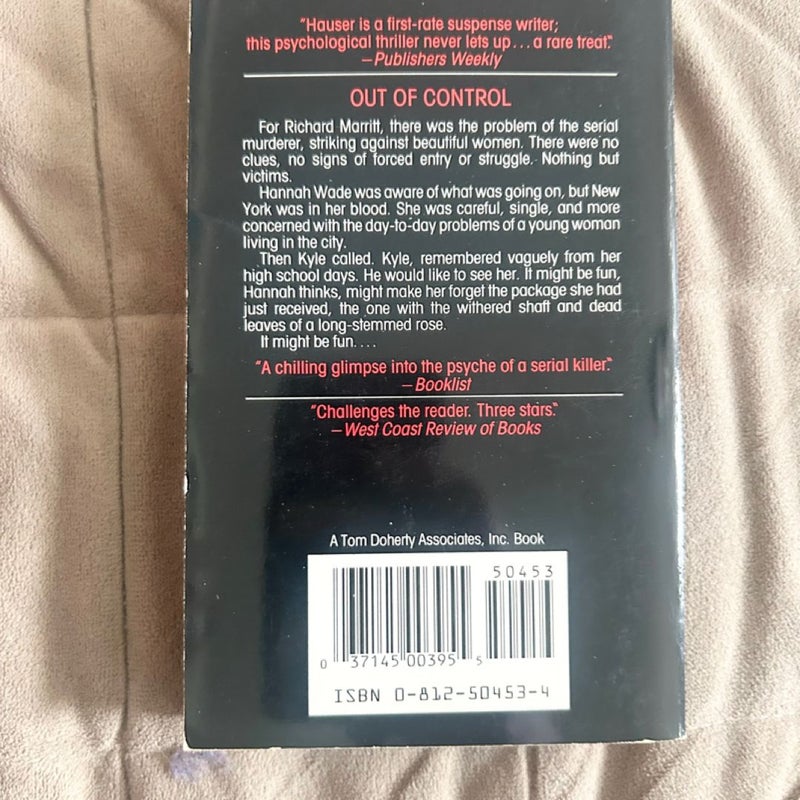 "Hauser is a first-rate suspense writer;
this psychological thriller never lets up...a rare treat."
—Publishers Weekly
OUT OF CONTROL
For Richard Marritt, there was the problem of the serial
murderer, striking against beautiful women. There were no
clues, no signs of forced entry or struggle. Nothing but
victims.
Hannah Wade was aware of what was going on, but New
York was in her blood. She was careful, single, and more
concerned with the day-to-day problems of a young woman
living in the city.
Then Kyle called. Kyle, remembered vaguely from her
high school days. He would like to see her. It might be fun,
Hannah thinks, might make her forget the package she had
just received, the one with the withered shaft and dead
leaves of a long-stemmed rose.
It might be fun....
"A chilling glimpse into the psyche of a serial killer."
—Booklist
"Challenges the reader. Three stars."
—West Coast Review of Books
A Tom Doherty Associates, Inc. Book
50453
0 37145 00395 5
ISBN 0-812-50453-4